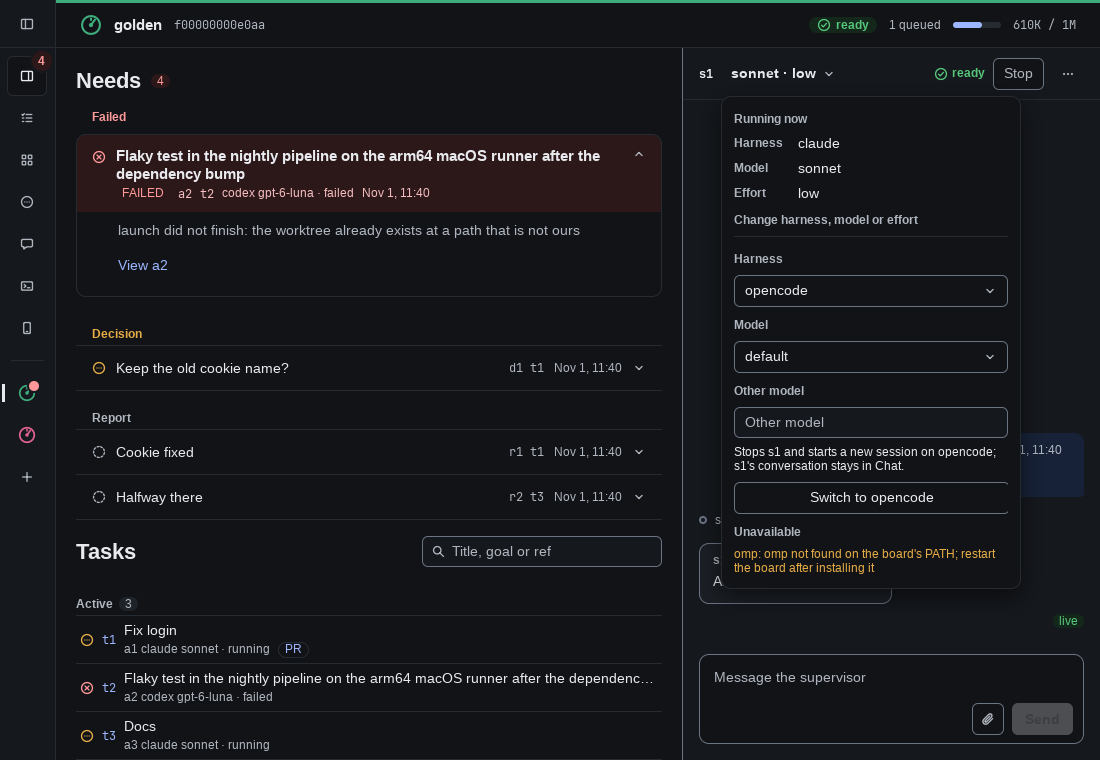 golden f00000000e0aa
ready 1 queued 610K / 1M
4
Needs 4
Failed
Flaky test in the nightly pipeline on the arm64 macOS runner after the
dependency bump
FAILED a2 t2 codex gpt-6-luna · failed Nov 1, 11:40
launch did not finish: the worktree already exists at a path that is not ours
View a2
Decision
Keep the old cookie name? d1 t1 Nov 1, 11:40
Report
Cookie fixed r1 t1 Nov 1, 11:40
Halfway there r2 t3 Nov 1, 11:40
Tasks
Title, goal or ref
Active 3
t1 Fix login
a1 claude sonnet · running PR
t2 Flaky test in the nightly pipeline on the arm64 macOS runner after the dependenc…
a2 codex gpt-6-luna · failed
t3 Docs
a3 claude sonnet · running
s1 sonnet · low ready Stop
Running now
Harness claude
Model sonnet
Effort low
Change harness, model or effort
Harness
opencode
Model
default
Other model
Other model
Stops s1 and starts a new session on opencode;
s1's conversation stays in Chat.
Switch to opencode
Unavailable
omp: omp not found on the board's PATH; restart
the board after installing it
11:40
live
Message the supervisor
Send